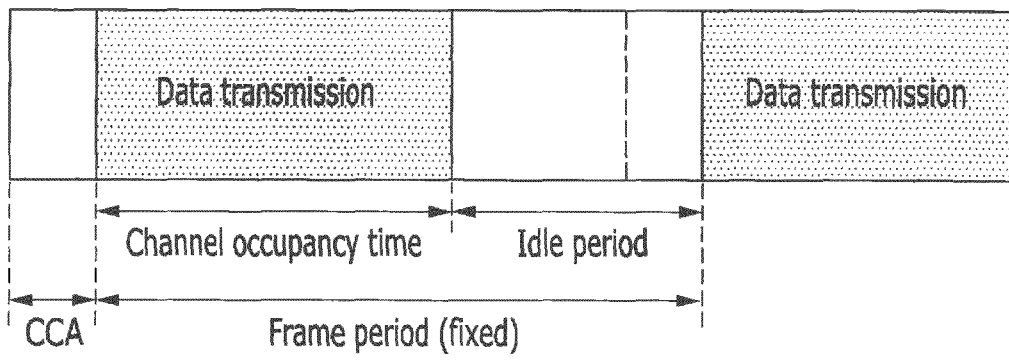 Data transmission
Data transmission
Channel occupancy time
Idle period
CCA
Frame period (fixed)